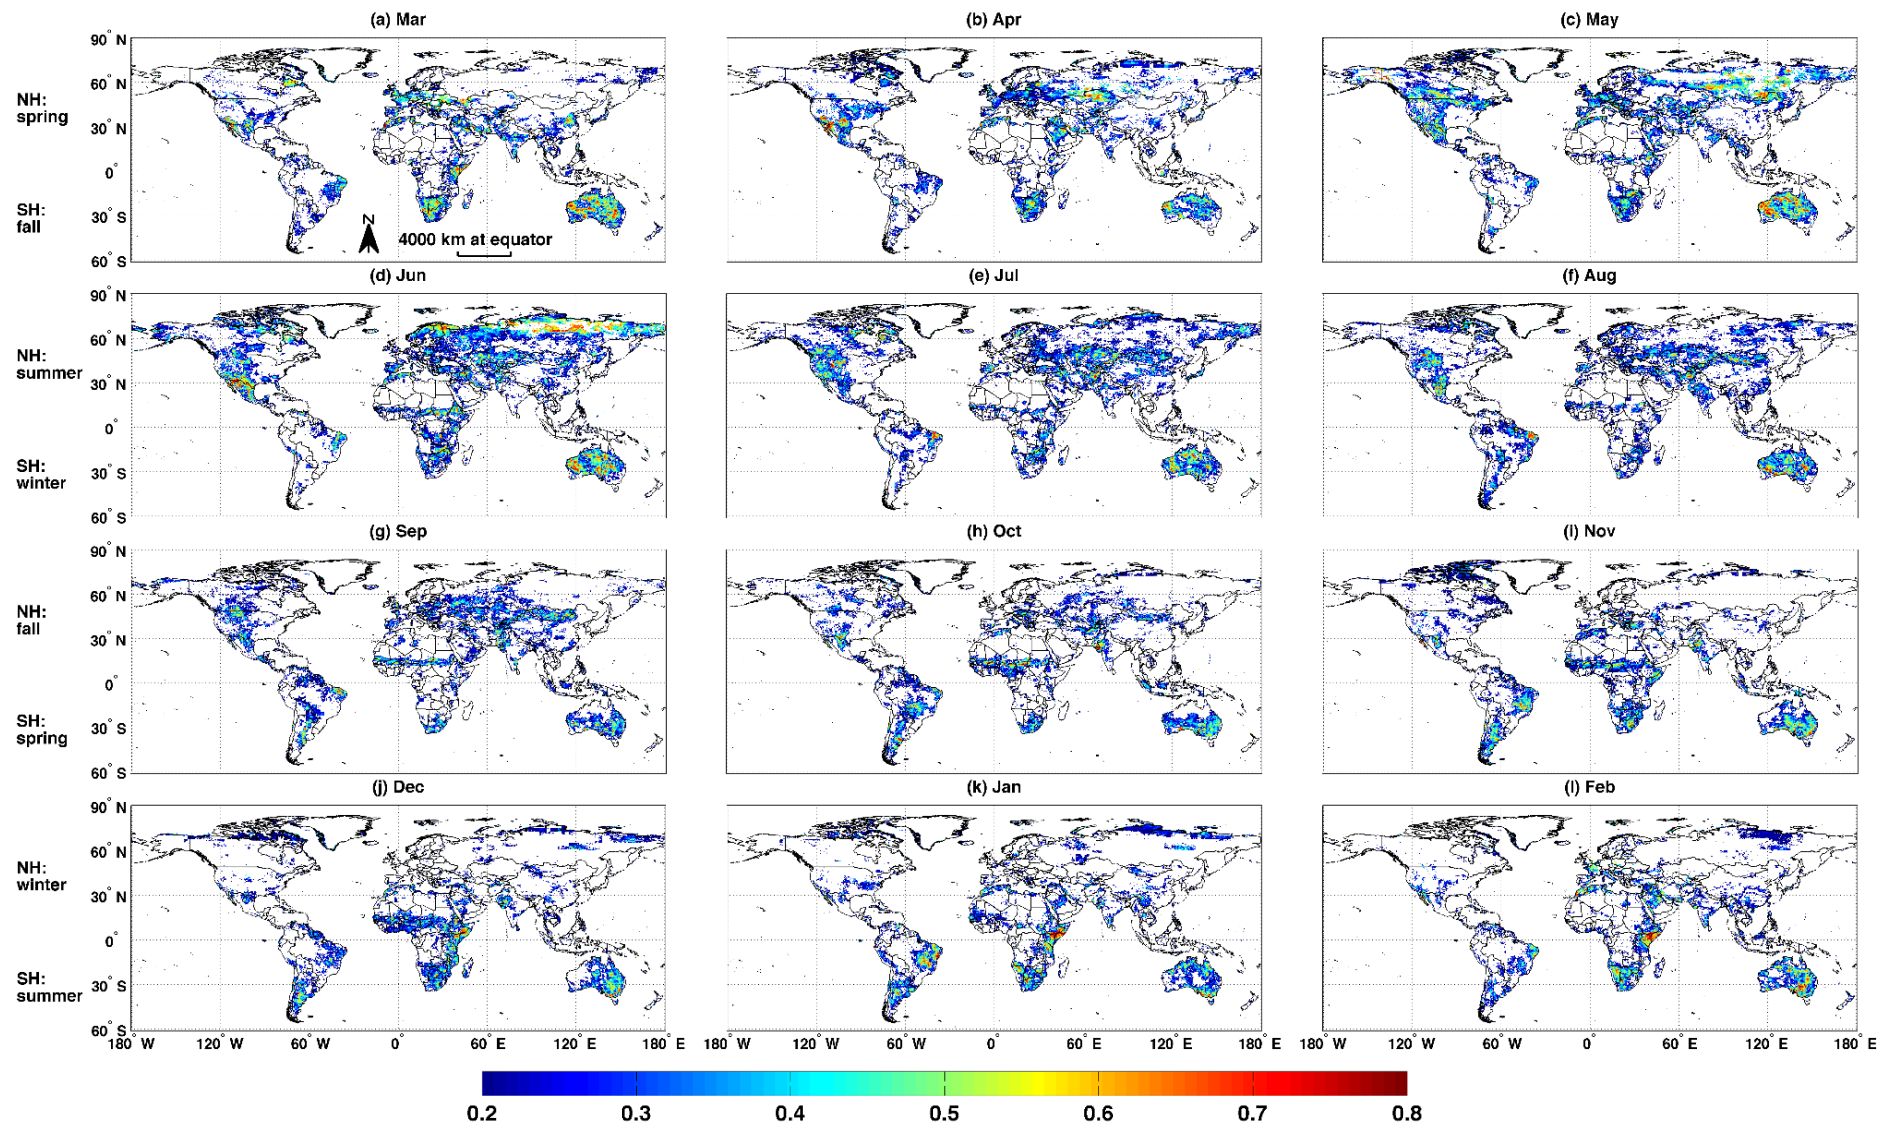 (a) Mar
(b) Apr
(c) May
90° N
60° N
30° N
0°
30° S
60° S
NH:
spring
SH:
fall
N
4000 km at equator
(d) Jun
(e) Jul
(f) Aug
90° N
60° N
30° N
0°
30° S
60° S
NH:
summer
SH:
winter
(g) Sep
(h) Oct
(i) Nov
90° N
60° N
30° N
0°
30° S
60° S
NH:
fall
SH:
spring
(j) Dec
(k) Jan
(l) Feb
90° N
60° N
30° N
0°
30° S
60° S
NH:
winter
SH:
summer
180° W 120° W 60° W 0° 60° E 120° E 180° E
180° W 120° W 60° W 0° 60° E 120° E 180° E
180° W 120° W 60° W 0° 60° E 120° E 180° E
0.2 0.3 0.4 0.5 0.6 0.7 0.8